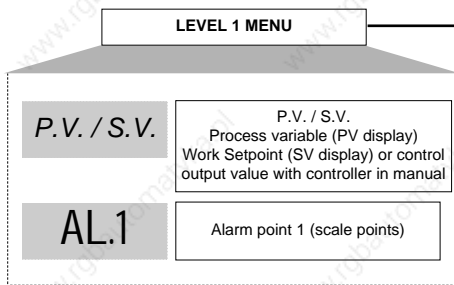 LEVEL 1 MENU
P.V. / S.V.
P.V. / S.V.
Process variable (PV display)
Work Setpoint (SV display) or control
output value with controller in manual
AL.1
Alarm point 1 (scale points)